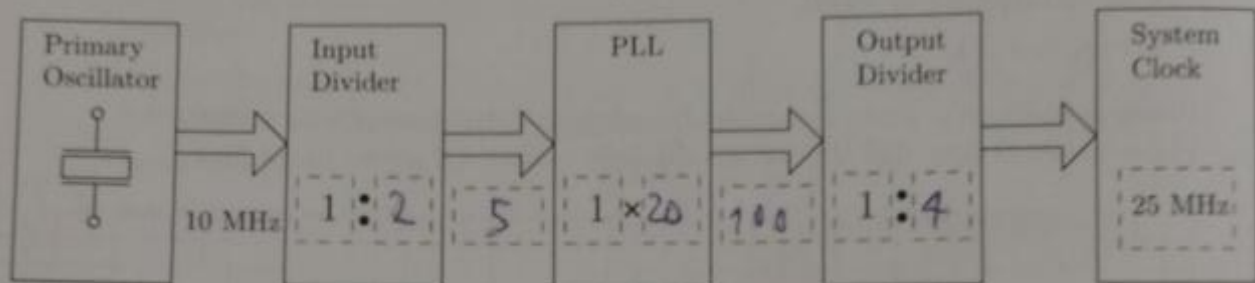 Primary
Oscillator
10 MHz
Input
Divider
1 : 2
5
PLL
1 × 20
100
Output
Divider
1 : 4
System
Clock
25 MHz